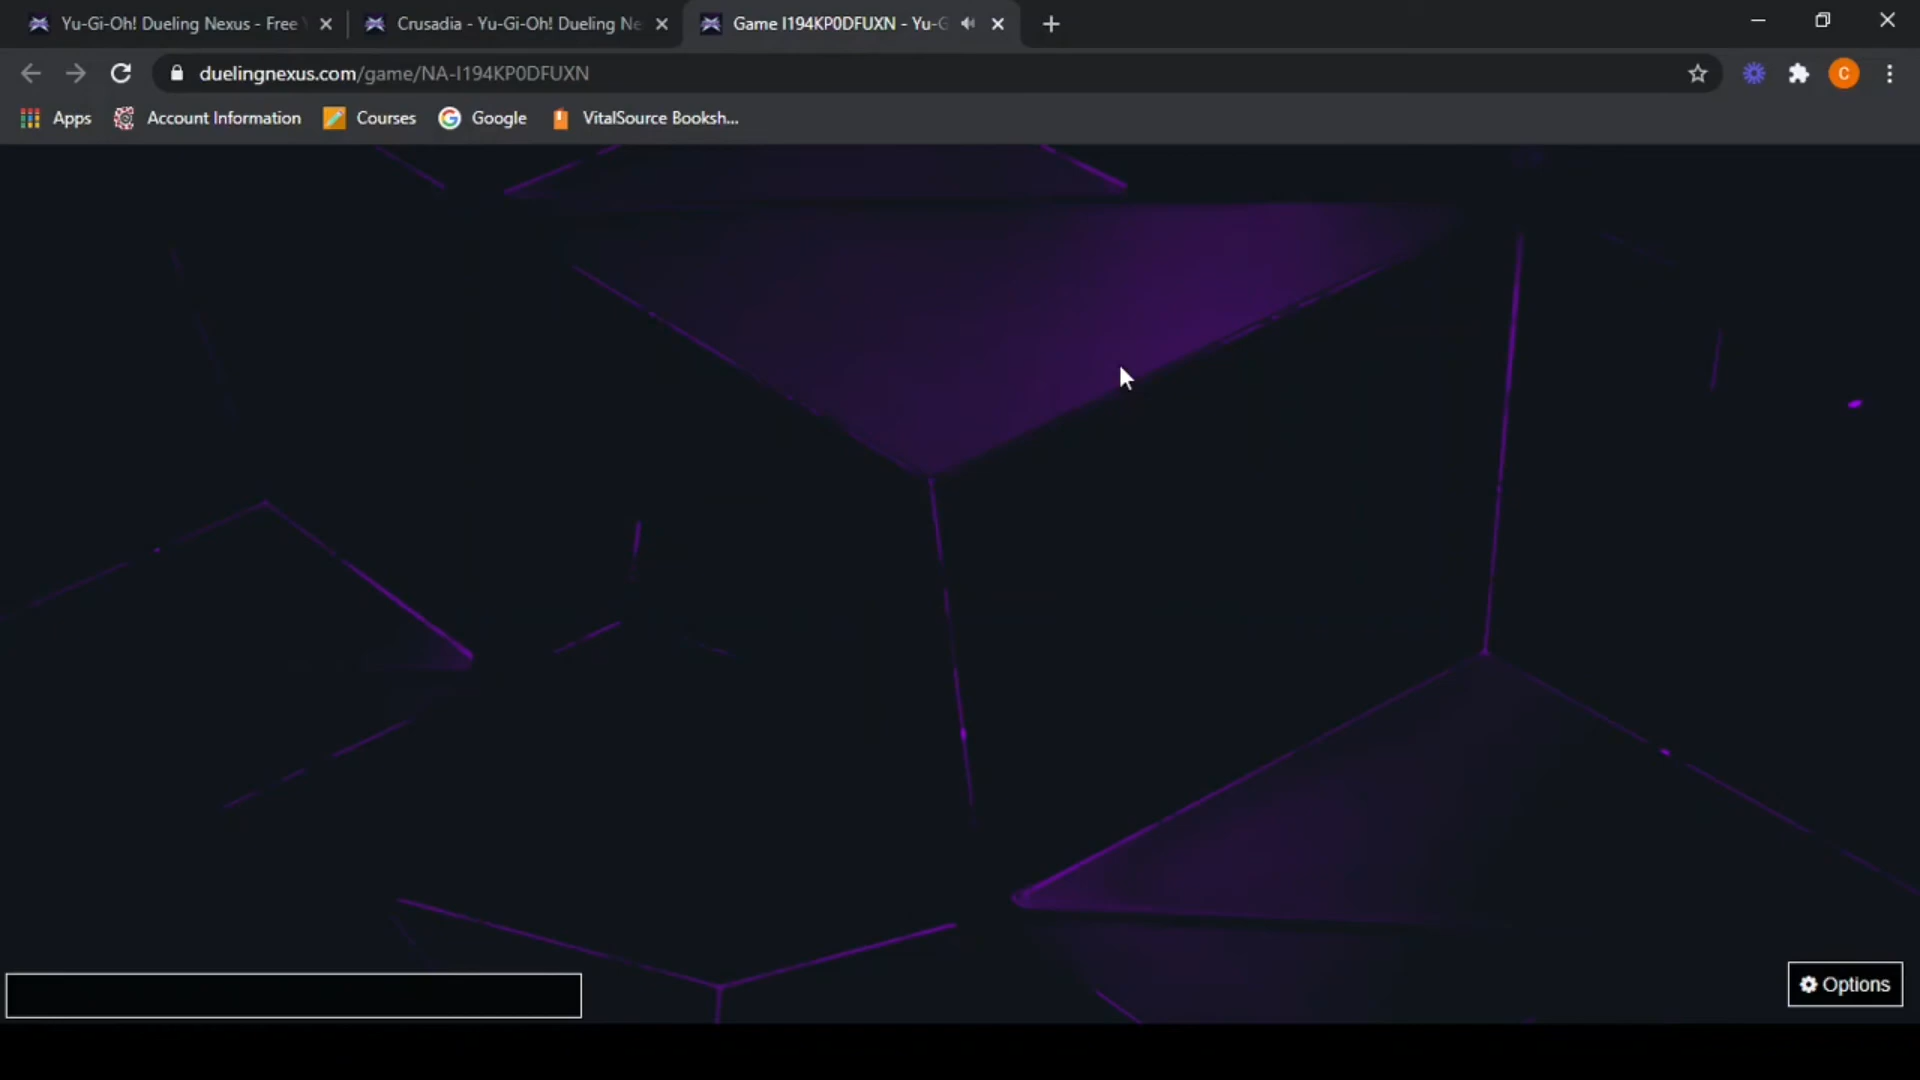 Yu-Gi-Oh! Dueling Nexus - Free
Crusadia - Yu-Gi-Oh! Dueling Ne
Game I194KP0DFUXN - Yu-G
duelingnexus.com/game/NA-I194KP0DFUXN
C
Apps
Account Information
Courses
Google
VitalSource Booksh...
Options